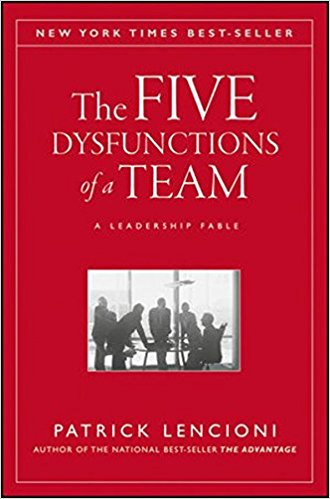 NEW YORK TIMES BEST-SELLER
The FIVE
DYSFUNCTIONS
of a TEAM
A LEADERSHIP FABLE
PATRICK LENCIONI
AUTHOR OF THE NATIONAL BEST-SELLER THE ADVANTAGE